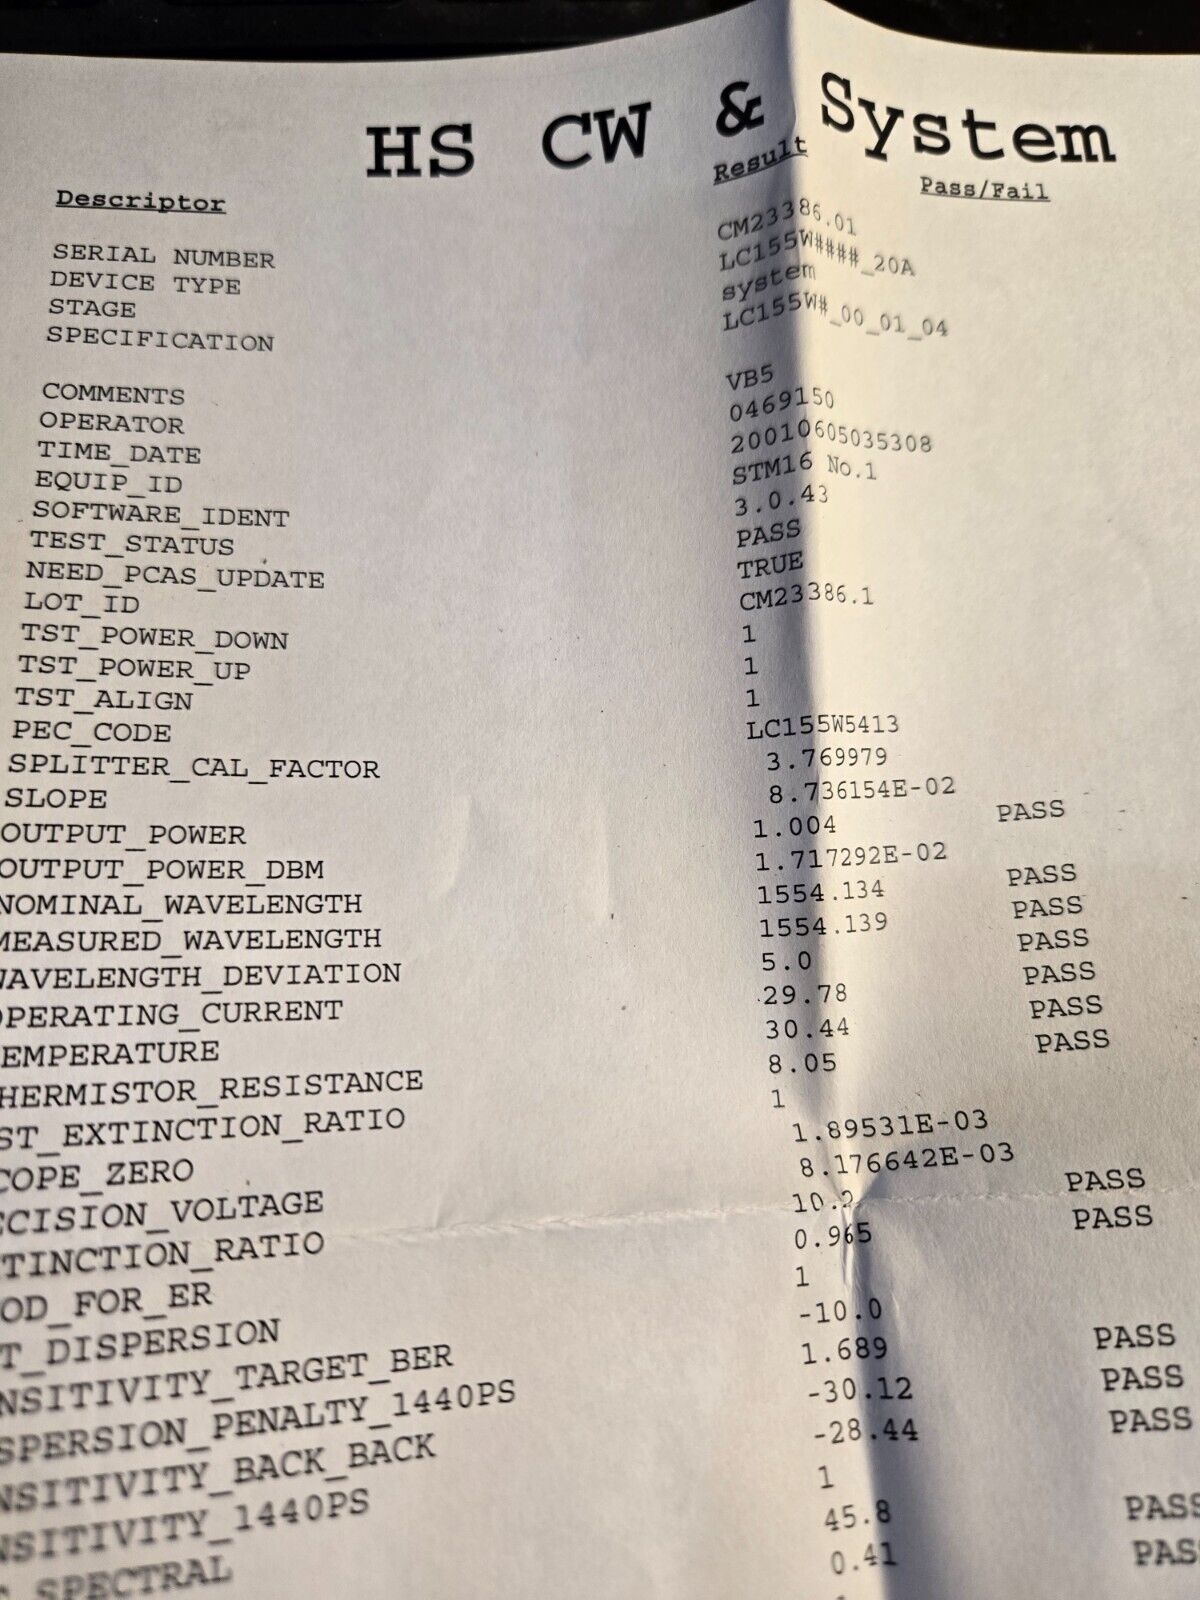 HS CW & System
Descriptor Result Pass/Fail
SERIAL NUMBER CM23386.01
DEVICE TYPE LC155W####_20A
STAGE system
SPECIFICATION LC155W#_00_01_04
COMMENTS VB5
OPERATOR 0469150
TIME_DATE 20010605035308
EQUIP_ID STM16 No.1
SOFTWARE_IDENT 3.0.43
TEST_STATUS PASS
NEED_PCAS_UPDATE TRUE
LOT_ID CM23386.1
TST_POWER_DOWN 1
TST_POWER_UP 1
TST_ALIGN 1
PEC_CODE LC155W5413
SPLITTER_CAL_FACTOR 3.769979
SLOPE 8.736154E-02
OUTPUT_POWER 1.004 PASS
OUTPUT_POWER_DBM 1.717292E-02
NOMINAL_WAVELENGTH 1554.134 PASS
MEASURED_WAVELENGTH 1554.139 PASS
WAVELENGTH_DEVIATION 5.0 PASS
OPERATING_CURRENT 29.78 PASS
EMPERATURE 30.44 PASS
HERMISTOR_RESISTANCE 8.05 PASS
ST_EXTINCTION_RATIO 1
COPE_ZERO 1.89531E-03
ECISION_VOLTAGE 8.176642E-03
TINCTION_RATIO 10.2 PASS
OD_FOR_ER 0.965 PASS
T_DISPERSION 1
NSITIVITY_TARGET_BER -10.0
SPERSION_PENALTY_1440PS 1.689 PASS
NSITIVITY_BACK_BACK -30.12 PASS
NSITIVITY_1440PS -28.44 PASS
T_SPECTRAL 1
45.8 PASS
0.41 PAS